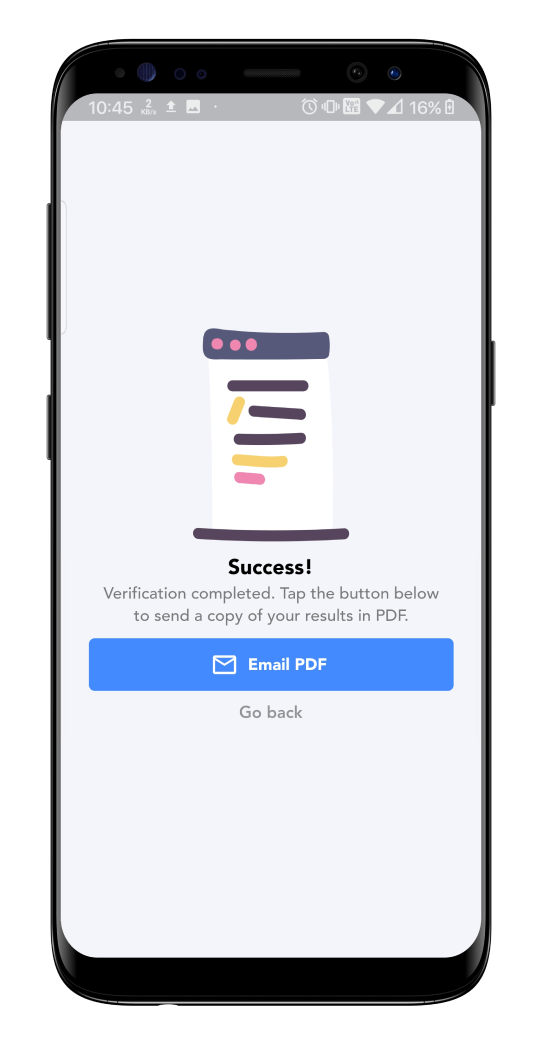 10:45 2 KB/s VoLTE 16%
Success!
Verification completed. Tap the button below
to send a copy of your results in PDF.
Email PDF
Go back